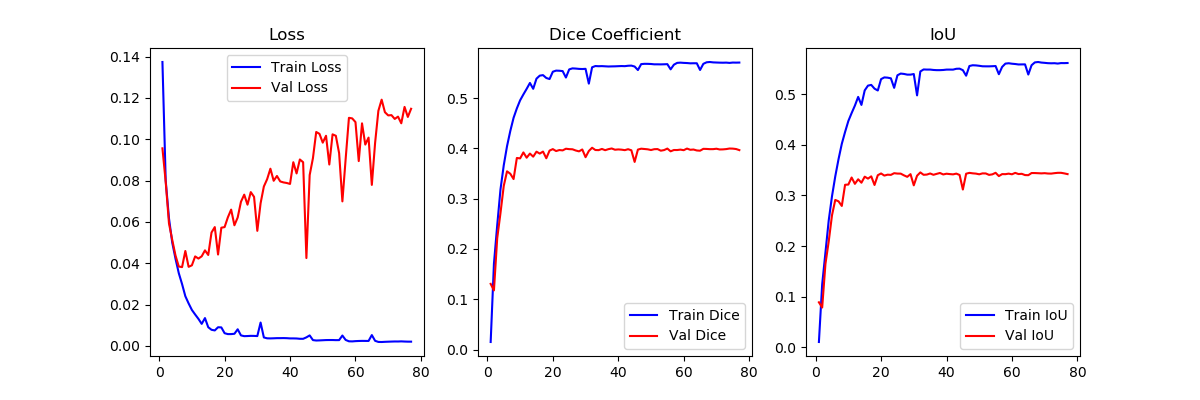 Loss
0.14
0.12
0.10
0.08
0.06
0.04
0.02
0.00
0 20 40 60 80
Train Loss
Val Loss
Dice Coefficient
0.5
0.4
0.3
0.2
0.1
0.0
0 20 40 60 80
Train Dice
Val Dice
IoU
0.5
0.4
0.3
0.2
0.1
0.0
0 20 40 60 80
Train IoU
Val IoU